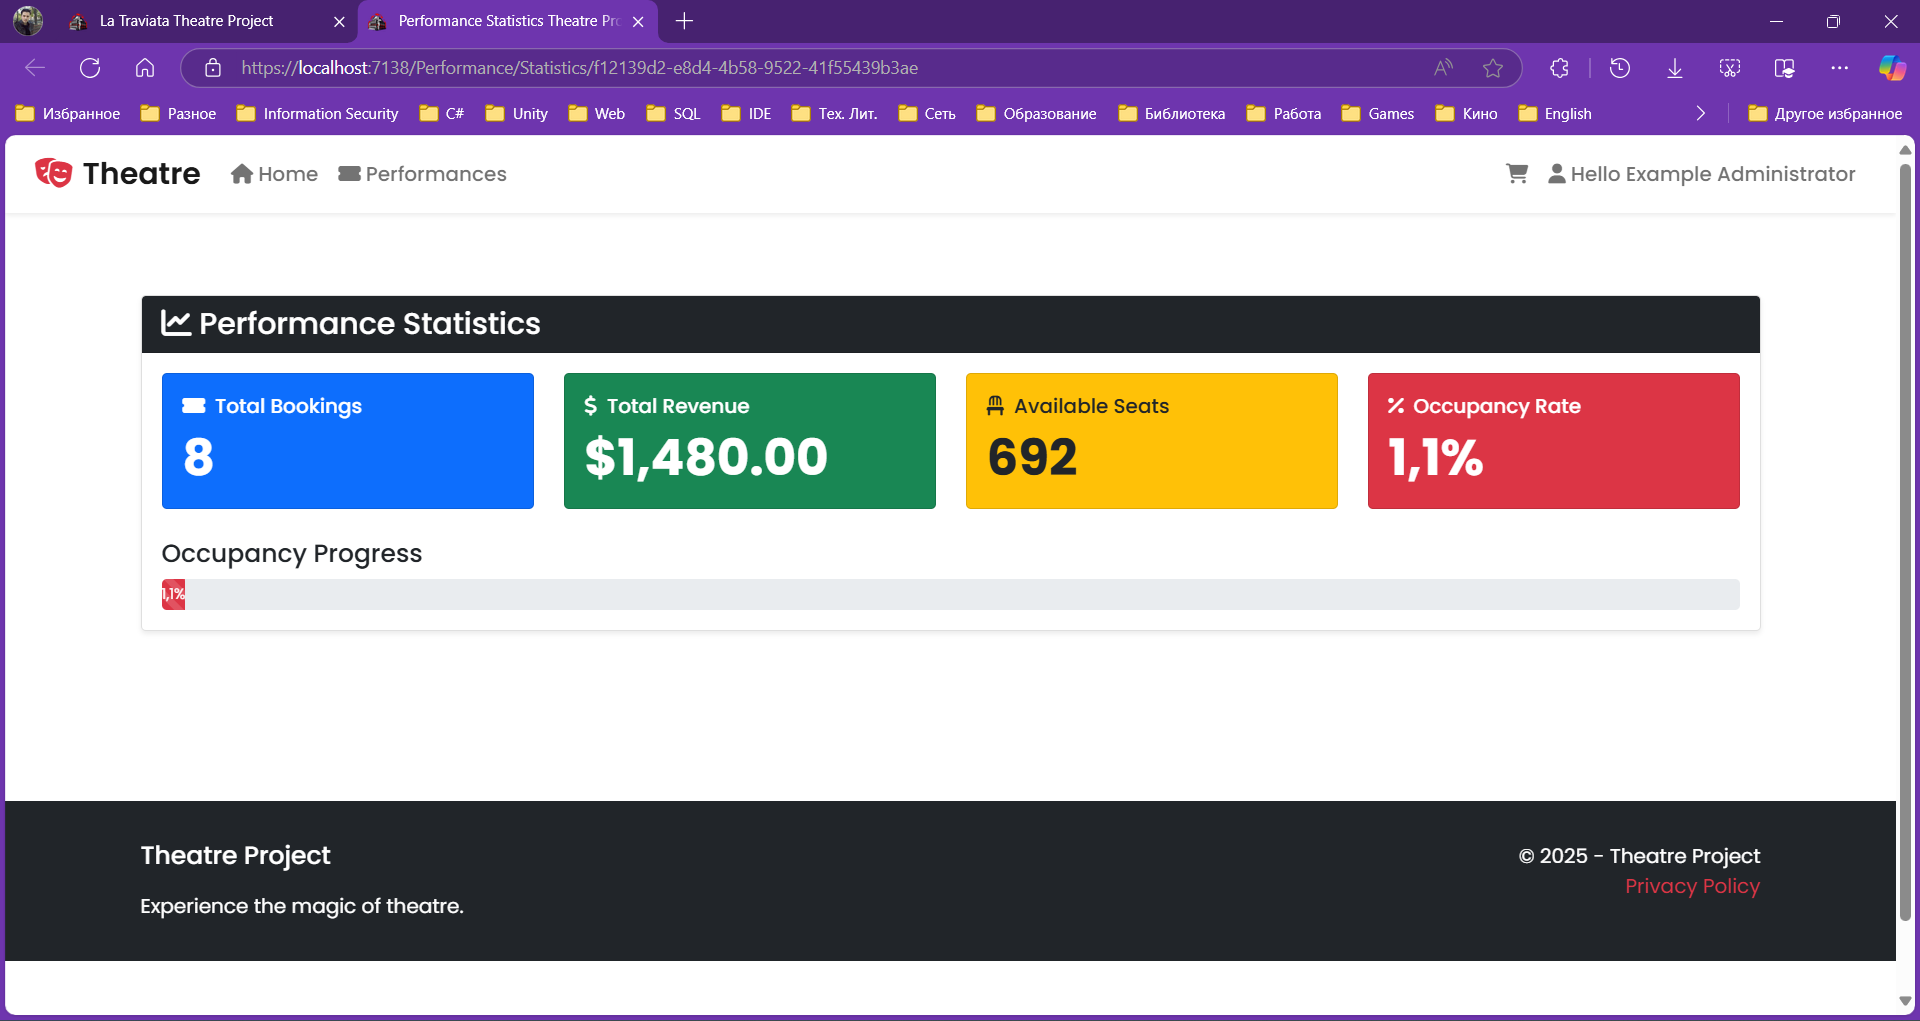 La Traviata Theatre Project
Performance Statistics Theatre Pro
https://localhost:7138/Performance/Statistics/f12139d2-e8d4-4b58-9522-41f55439b3ae
Избранное Разное Information Security C# Unity Web SQL IDE Тех. Лит. Сеть Образование Библиотека Работа Games Кино English Другое избранное
Theatre Home Performances Hello Example Administrator
Performance Statistics
Total Bookings
8
$ Total Revenue
$1,480.00
Available Seats
692
% Occupancy Rate
1,1%
Occupancy Progress
1,1%
Theatre Project
Experience the magic of theatre.
© 2025 - Theatre Project
Privacy Policy